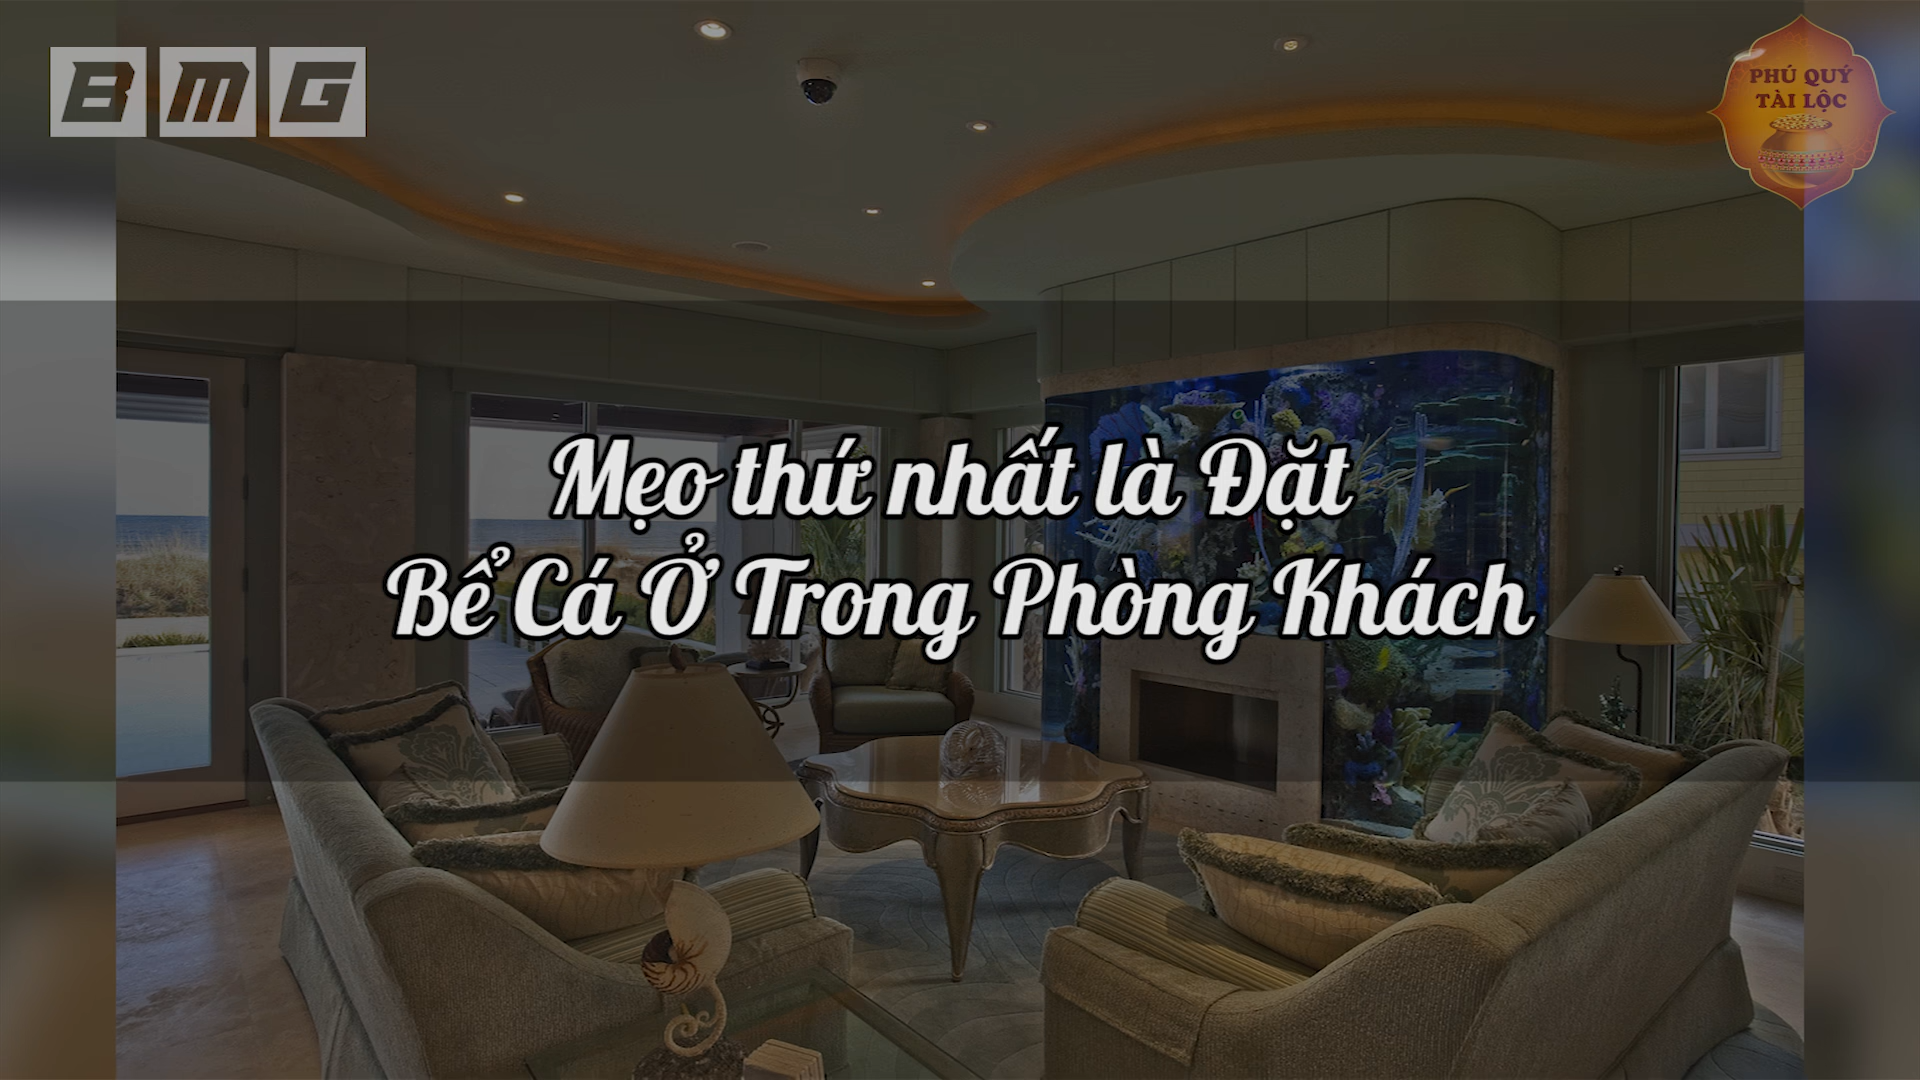 BMG
PHÚ QUÝ
TÀI LỘC
Mẹo thứ nhất là Đặt
Bể Cá Ở Trong Phòng Khách